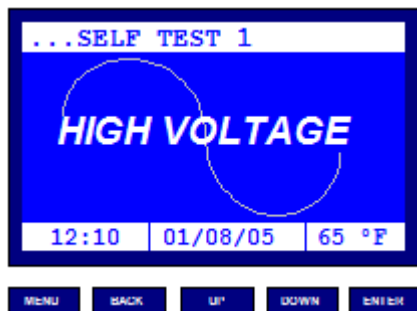 ...SELF TEST 1
HIGH VOLTAGE
12:10 01/08/05 65 °F
MENU BACK UP DOWN ENTER